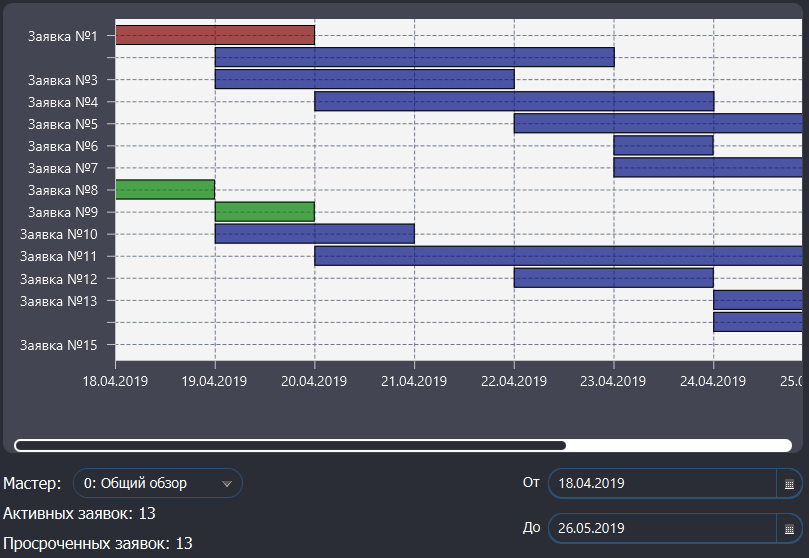 Заявка №1
Заявка №3
Заявка №4
Заявка №5
Заявка №6
Заявка №7
Заявка №8
Заявка №9
Заявка №10
Заявка №11
Заявка №12
Заявка №13
Заявка №15
18.04.2019 19.04.2019 20.04.2019 21.04.2019 22.04.2019 23.04.2019 24.04.2019 25.0
Мастер: 0: Общий обзор От 18.04.2019
Активных заявок: 13
До 26.05.2019
Просроченных заявок: 13